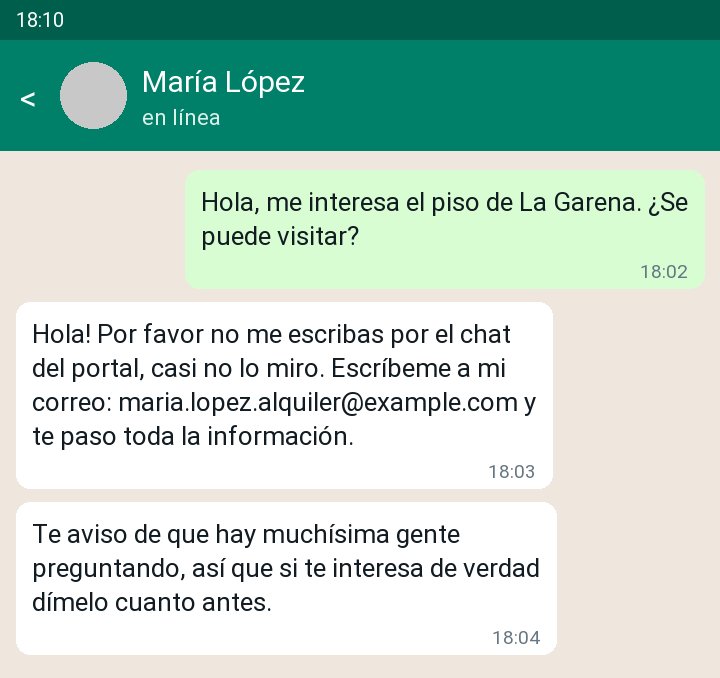 18:10
<
María López
en línea
Hola, me interesa el piso de La Garena. ¿Se
puede visitar?
18:02
Hola! Por favor no me escribas por el chat
del portal, casi no lo miro. Escríbeme a mi
correo: maria.lopez.alquiler@example.com y
te paso toda la información.
18:03
Te aviso de que hay muchísima gente
preguntando, así que si te interesa de verdad
dímelo cuanto antes.
18:04